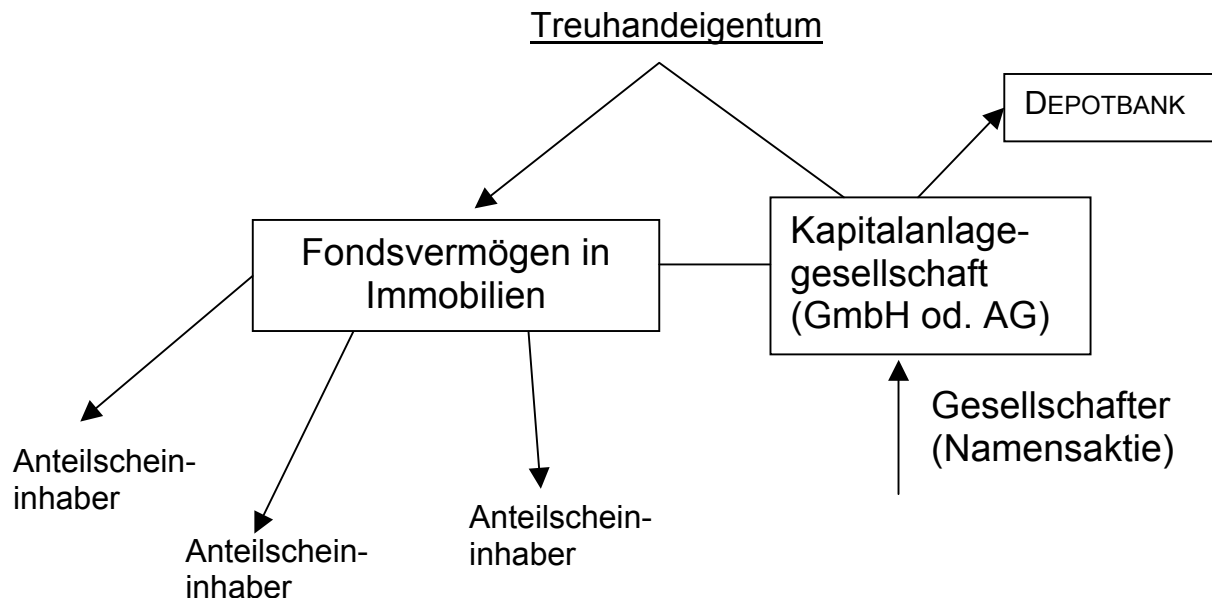 Treuhandeigentum
DEPOTBANK
Fondsvermögen in
Immobilien
Kapitalanlage-
gesellschaft
(GmbH od. AG)
Gesellschafter
(Namensaktie)
Anteilschein-
inhaber
Anteilschein-
inhaber
Anteilschein-
inhaber